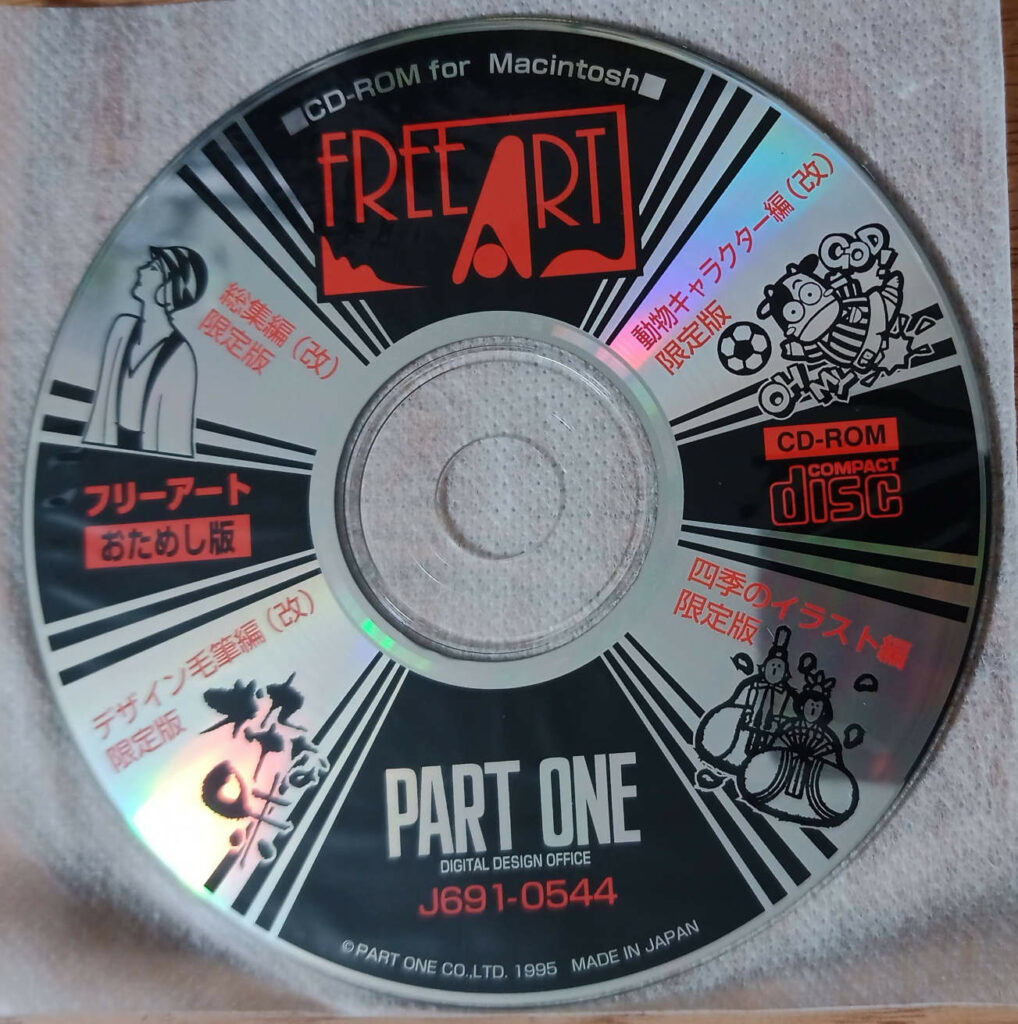 ■CD-ROM for Macintosh■
FREE ART
総集編(改)
限定版
動物キャラクター編(改)
限定版
GOD,
OH! MY
フリーアート
おためし版
CD-ROM
COMPACT
disc
デザイン毛筆編(改)
限定版
四季のイラスト編
限定版
PART ONE
DIGITAL DESIGN OFFICE
J691-0544
©PART ONE CO.,LTD. 1995 MADE IN JAPAN